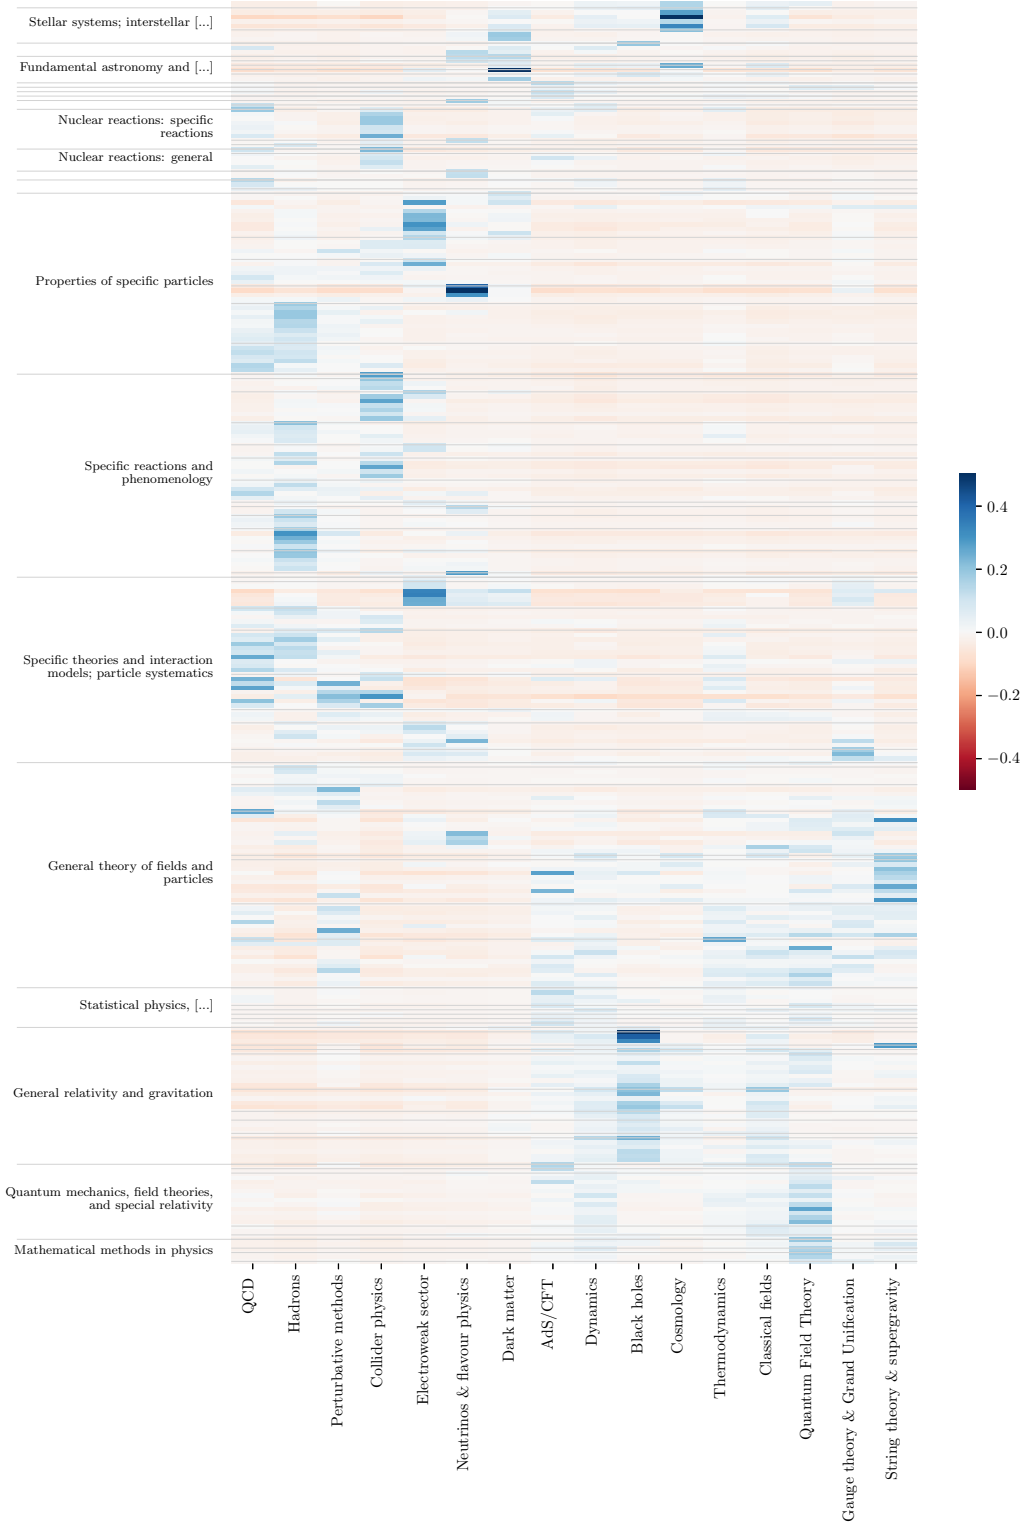 Stellar systems; interstellar [...]
Fundamental astronomy and [...]
Nuclear reactions: specific
reactions
Nuclear reactions: general
Properties of specific particles
Specific reactions and
phenomenology
Specific theories and interaction
models; particle systematics
General theory of fields and
particles
Statistical physics, [...]
General relativity and gravitation
Quantum mechanics, field theories,
and special relativity
Mathematical methods in physics
0.4
0.2
0.0
−0.2
−0.4
QCD
Hadrons
Perturbative methods
Collider physics
Electroweak sector
Neutrinos & flavour physics
Dark matter
AdS/CFT
Dynamics
Black holes
Cosmology
Thermodynamics
Classical fields
Quantum Field Theory
Gauge theory & Grand Unification
String theory & supergravity